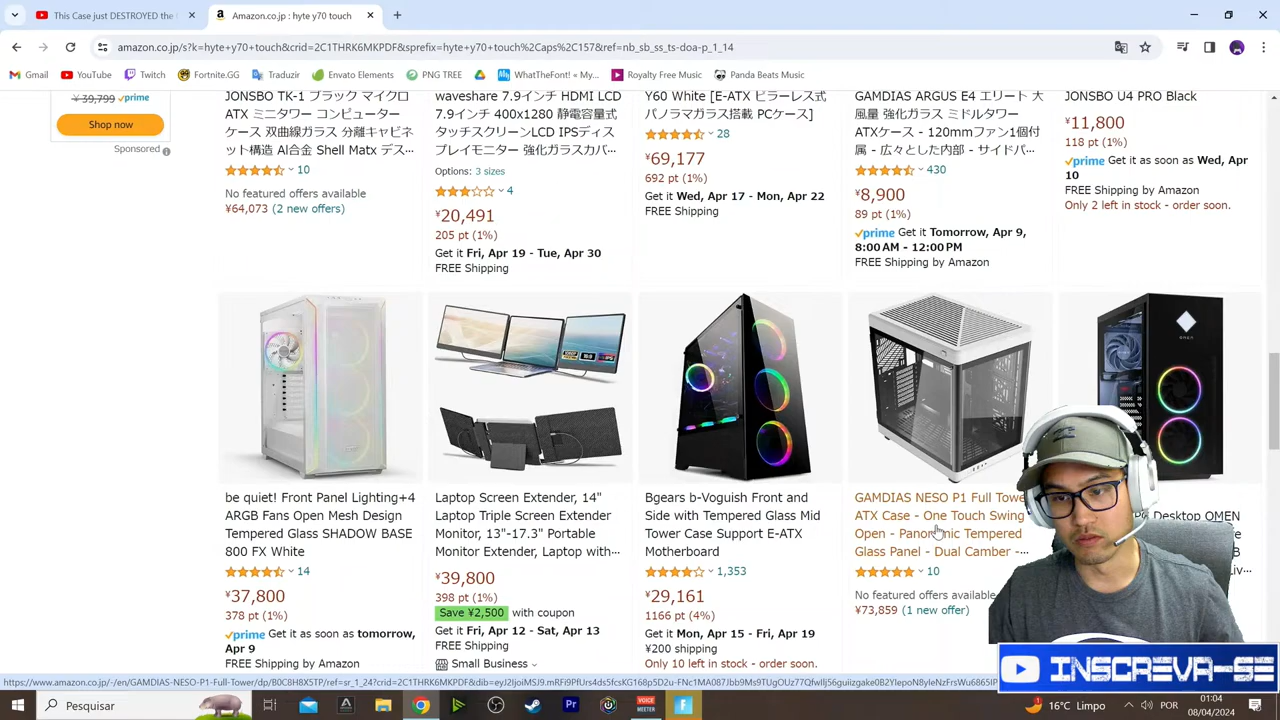 This Case just DESTROYED the
Amazon.co.jp : hyte y70 touch
amazon.co.jp/s?k=hyte+y70+touch&crid=2C1THRK6MKPDF&sprefix=hyte+y70+touch%2Caps%2C157&ref=nb_sb_ss_ts-doa-p_1_14
Gmail YouTube Twitch Fortnite.GG Traduzir Envato Elements PNG TREE WhatTheFont! « My... Royalty Free Music Panda Beats Music
¥39,799 prime
Shop now
Sponsored
JONSBO TK-1 ブラック マイクロ
ATX ミニタワー コンピューター
ケース 双曲線ガラス 分離キャビネ
ット構造 Al合金 Shell Matx デス…
10
No featured offers available
¥64,073 (2 new offers)
waveshare 7.9インチ HDMI LCD
7.9インチ 400x1280 静電容量式
タッチスクリーンLCD IPSディス
プレイモニター 強化ガラスカバ…
Options: 3 sizes
4
¥20,491
205 pt (1%)
Get it Fri, Apr 19 - Tue, Apr 30
FREE Shipping
Y60 White [E-ATX ピラーレス式
パノラマガラス搭載 PCケース]
28
¥69,177
692 pt (1%)
Get it Wed, Apr 17 - Mon, Apr 22
FREE Shipping
GAMDIAS ARGUS E4 エリート 大
風量 強化ガラス ミドルタワー
ATXケース - 120mmファン1個付
属 - 広々とした内部 - サイドパ…
430
¥8,900
89 pt (1%)
prime Get it Tomorrow, Apr 9,
8:00 AM - 12:00 PM
FREE Shipping by Amazon
JONSBO U4 PRO Black
¥11,800
118 pt (1%)
prime Get it as soon as Wed, Apr
10
FREE Shipping by Amazon
Only 2 left in stock - order soon.
be quiet! Front Panel Lighting+4
ARGB Fans Open Mesh Design
Tempered Glass SHADOW BASE
800 FX White
14
¥37,800
378 pt (1%)
prime Get it as soon as tomorrow,
Apr 9
FREE Shipping by Amazon
Laptop Screen Extender, 14"
Laptop Triple Screen Extender
Monitor, 13"-17.3" Portable
Monitor Extender, Laptop with…
¥39,800
398 pt (1%)
Save ¥2,500 with coupon
Get it Fri, Apr 12 - Sat, Apr 13
FREE Shipping
Small Business
Bgears b-Voguish Front and
Side with Tempered Glass Mid
Tower Case Support E-ATX
Motherboard
1,353
¥29,161
1166 pt (4%)
Get it Mon, Apr 15 - Fri, Apr 19
¥200 shipping
Only 10 left in stock - order soon.
GAMDIAS NESO P1 Full Towe
ATX Case - One Touch Swing
Open - Panoramic Tempered
Glass Panel - Dual Camber -…
10
No featured offers available
¥73,859 (1 new offer)
Desktop OMEN
INSCREVA-SE
Pesquisar
16°C Limpo
POR
01:04
08/04/2024